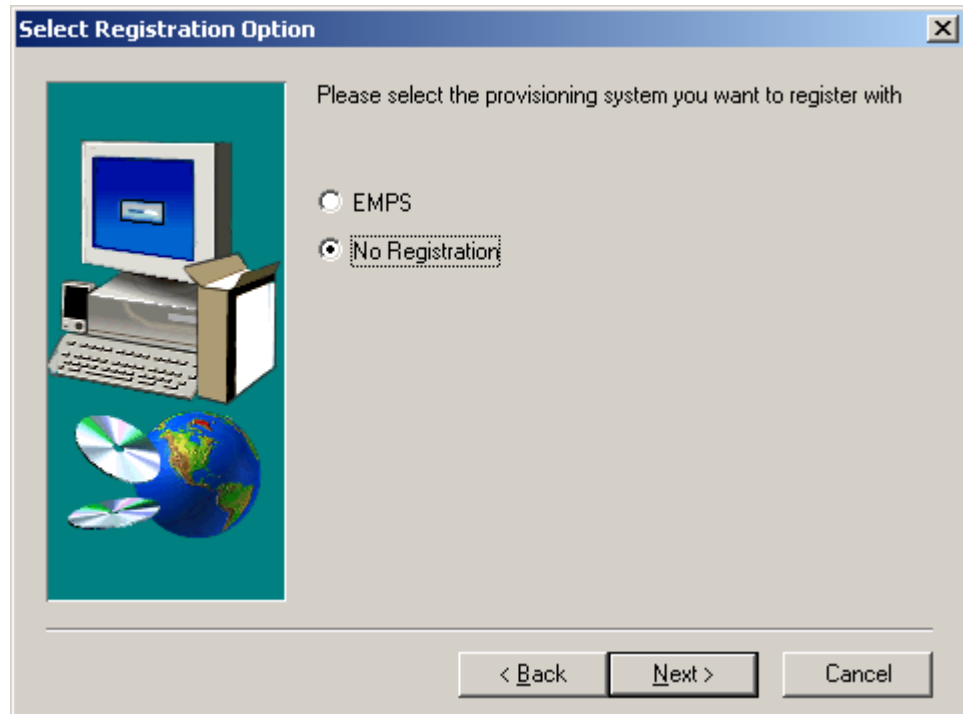 Select Registration Option
Please select the provisioning system you want to register with
EMPS
No Registration
< Back
Next >
Cancel